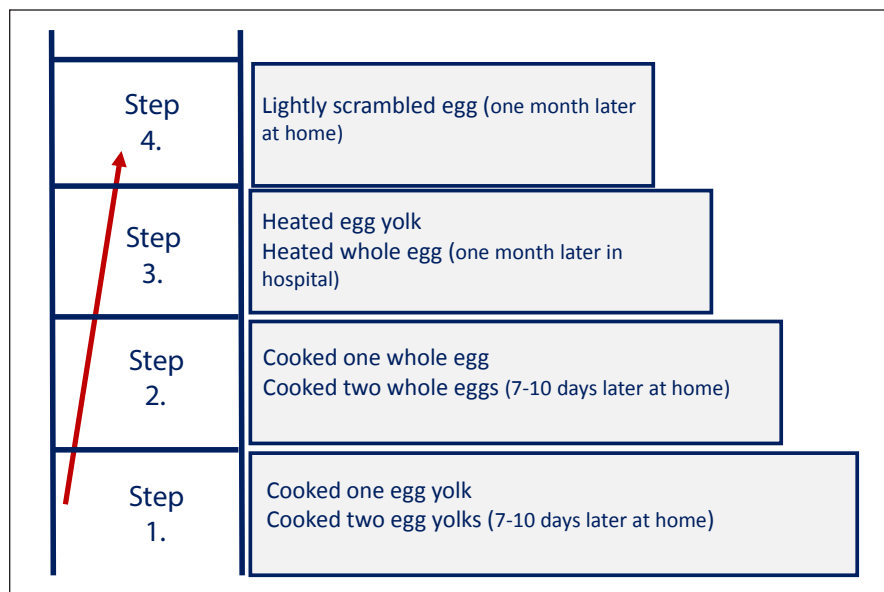 Step
4.
Lightly scrambled egg (one month later
at home)
Step
3.
Heated egg yolk
Heated whole egg (one month later in
hospital)
Step
2.
Cooked one whole egg
Cooked two whole eggs (7-10 days later at home)
Step
1.
Cooked one egg yolk
Cooked two egg yolks (7-10 days later at home)